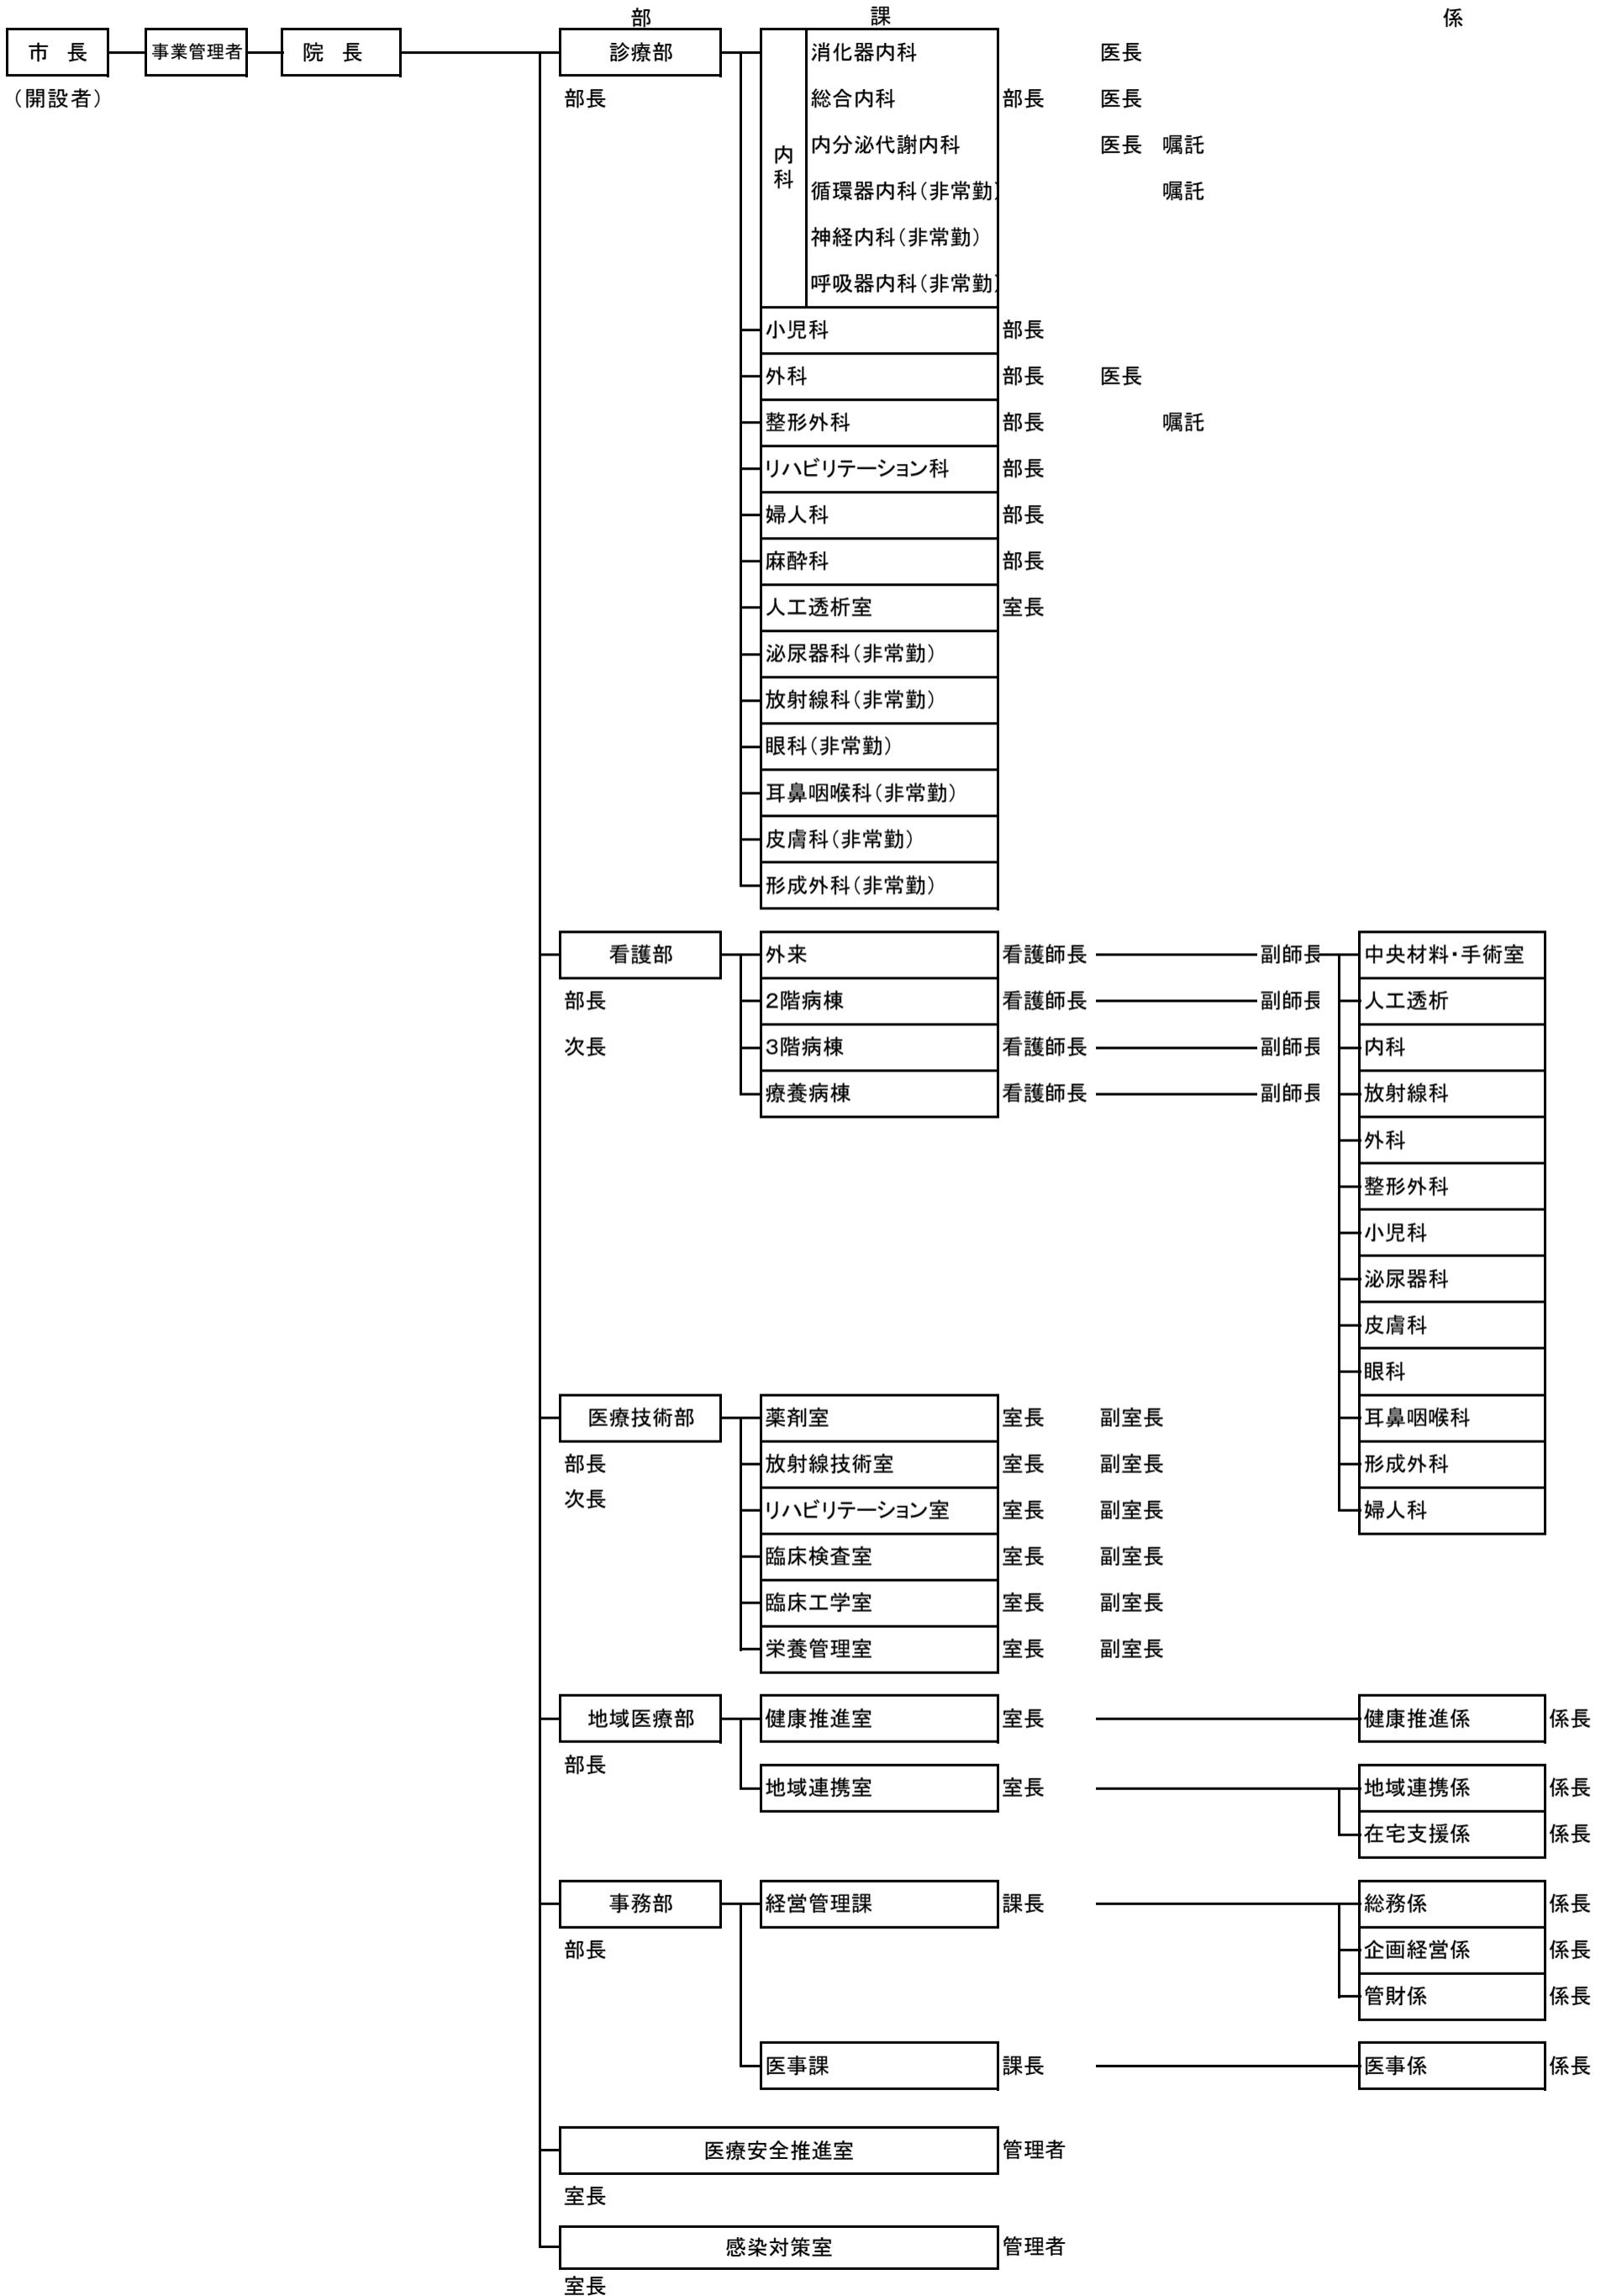 部　課　係
市　長　事業管理者　院　長　診療部　消化器内科　医長
（開設者）　部長　総合内科　部長　医長
内分泌代謝内科　医長　嘱託
内科
循環器内科（非常勤）　嘱託
神経内科（非常勤）
呼吸器内科（非常勤）
小児科　部長
外科　部長　医長
整形外科　部長　嘱託
リハビリテーション科　部長
婦人科　部長
麻酔科　部長
人工透析室　室長
泌尿器科（非常勤）
放射線科（非常勤）
眼科（非常勤）
耳鼻咽喉科（非常勤）
皮膚科（非常勤）
形成外科（非常勤）
看護部　外来　看護師長　副師長　中央材料・手術室
部長　2階病棟　看護師長　副師長　人工透析
次長　3階病棟　看護師長　副師長　内科
療養病棟　看護師長　副師長　放射線科
外科
整形外科
小児科
泌尿器科
皮膚科
眼科
医療技術部　薬剤室　室長　副室長　耳鼻咽喉科
部長　放射線技術室　室長　副室長　形成外科
次長　リハビリテーション室　室長　副室長　婦人科
臨床検査室　室長　副室長
臨床工学室　室長　副室長
栄養管理室　室長　副室長
地域医療部　健康推進室　室長　健康推進係　係長
部長
地域連携室　室長　地域連携係　係長
在宅支援係　係長
事務部　経営管理課　課長　総務係　係長
部長　企画経営係　係長
管財係　係長
医事課　課長　医事係　係長
医療安全推進室　管理者
室長
感染対策室　管理者
室長